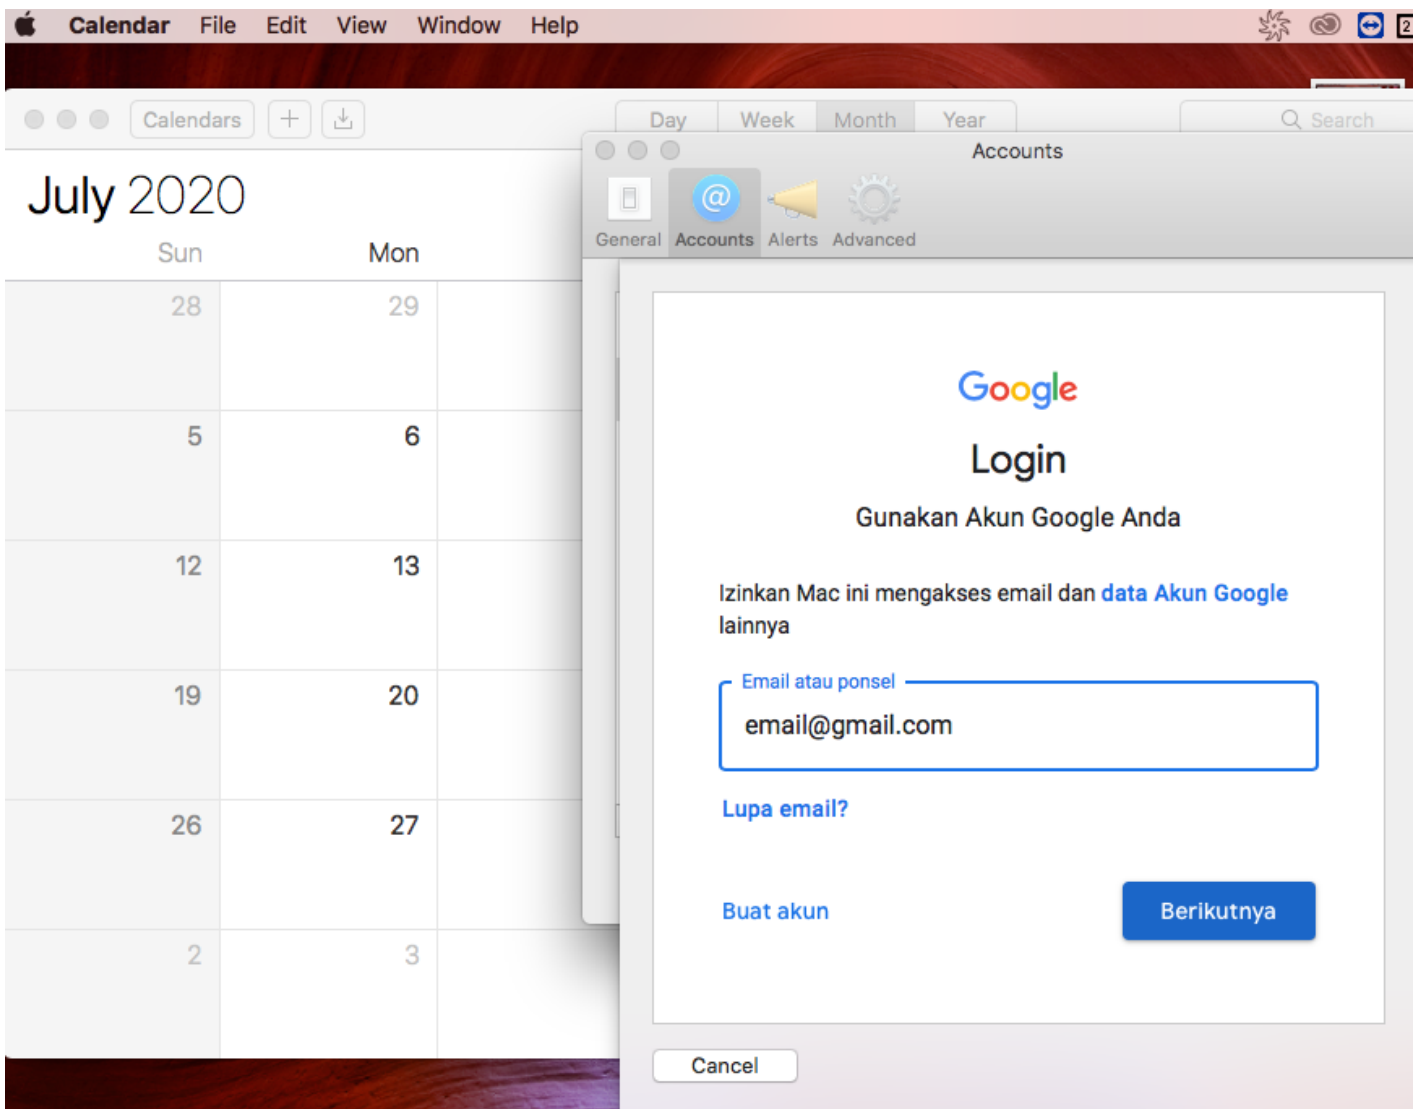 Calendar File Edit View Window Help
2
Calendars + Day Week Month Year Search
July 2020
Sun Mon
28 29
5 6
12 13
19 20
26 27
2 3
Accounts
@
General Accounts Alerts Advanced
Google
Login
Gunakan Akun Google Anda
Izinkan Mac ini mengakses email dan data Akun Google
lainnya
Email atau ponsel
email@gmail.com
Lupa email?
Buat akun Berikutnya
Cancel